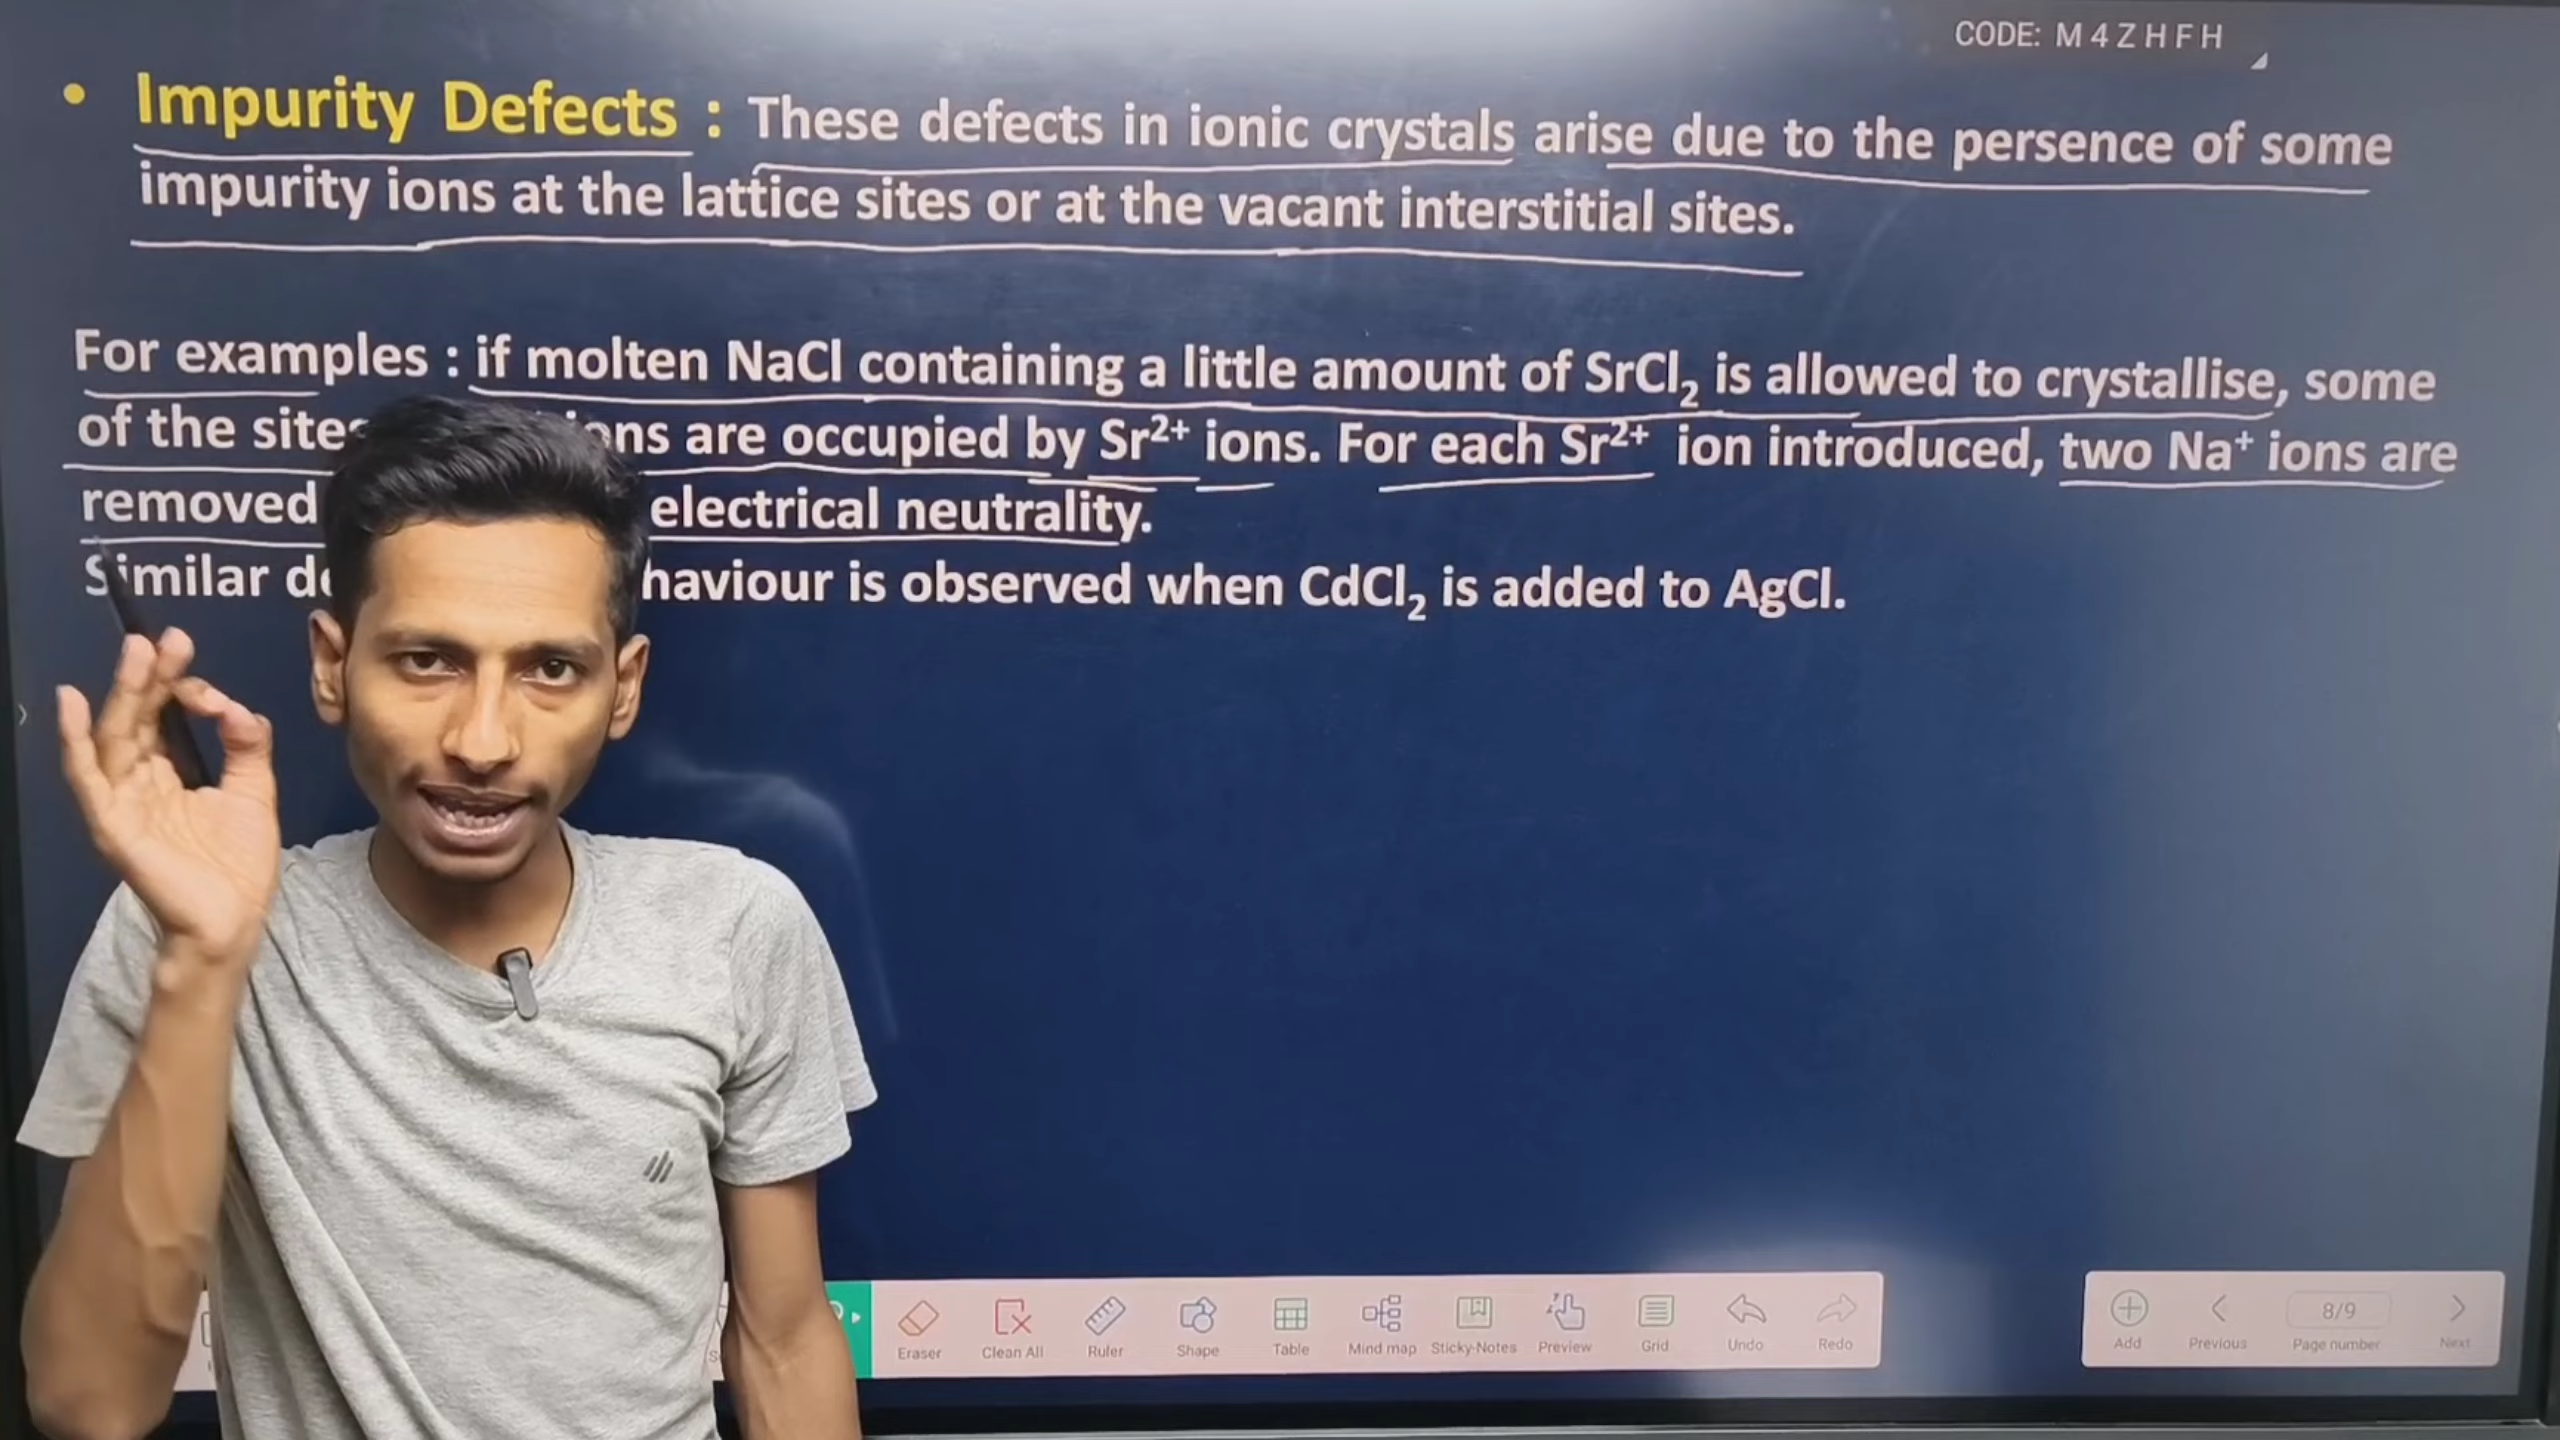 CODE: M 4 Z H F H
• Impurity Defects : These defects in ionic crystals arise due to the persence of some
impurity ions at the lattice sites or at the vacant interstitial sites.
For examples : if molten NaCl containing a little amount of SrCl₂ is allowed to crystallise, some
of the sites ons are occupied by Sr²⁺ ions. For each Sr²⁺ ion introduced, two Na⁺ ions are
removed electrical neutrality.
Similar haviour is observed when CdCl₂ is added to AgCl.
Eraser Clean All Ruler Shape Table Mind map Sticky-Notes Preview Grid Undo Redo
8/9
Add Previous Page number Next